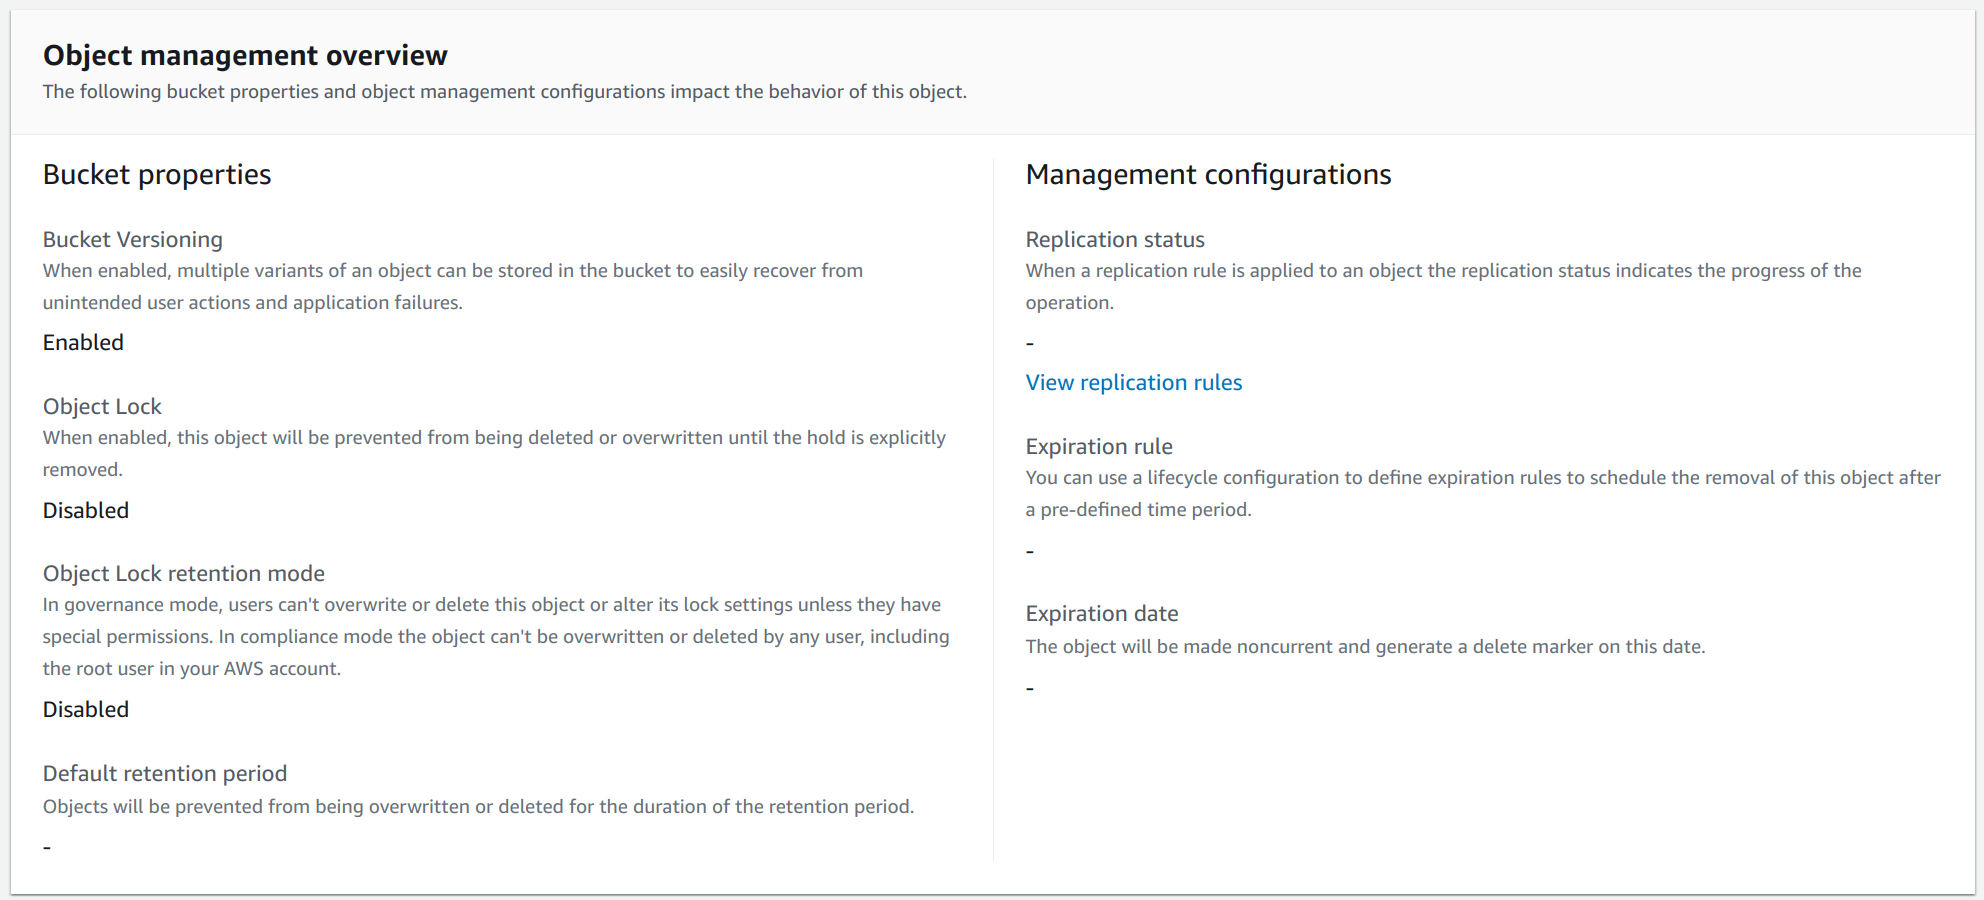 Object management overview
The following bucket properties and object management configurations impact the behavior of this object.
Bucket properties
Bucket Versioning
When enabled, multiple variants of an object can be stored in the bucket to easily recover from
unintended user actions and application failures.
Enabled
Object Lock
When enabled, this object will be prevented from being deleted or overwritten until the hold is explicitly
removed.
Disabled
Object Lock retention mode
In governance mode, users can't overwrite or delete this object or alter its lock settings unless they have
special permissions. In compliance mode the object can't be overwritten or deleted by any user, including
the root user in your AWS account.
Disabled
Default retention period
Objects will be prevented from being overwritten or deleted for the duration of the retention period.
-
Management configurations
Replication status
When a replication rule is applied to an object the replication status indicates the progress of the
operation.
-
View replication rules
Expiration rule
You can use a lifecycle configuration to define expiration rules to schedule the removal of this object after
a pre-defined time period.
-
Expiration date
The object will be made noncurrent and generate a delete marker on this date.
-